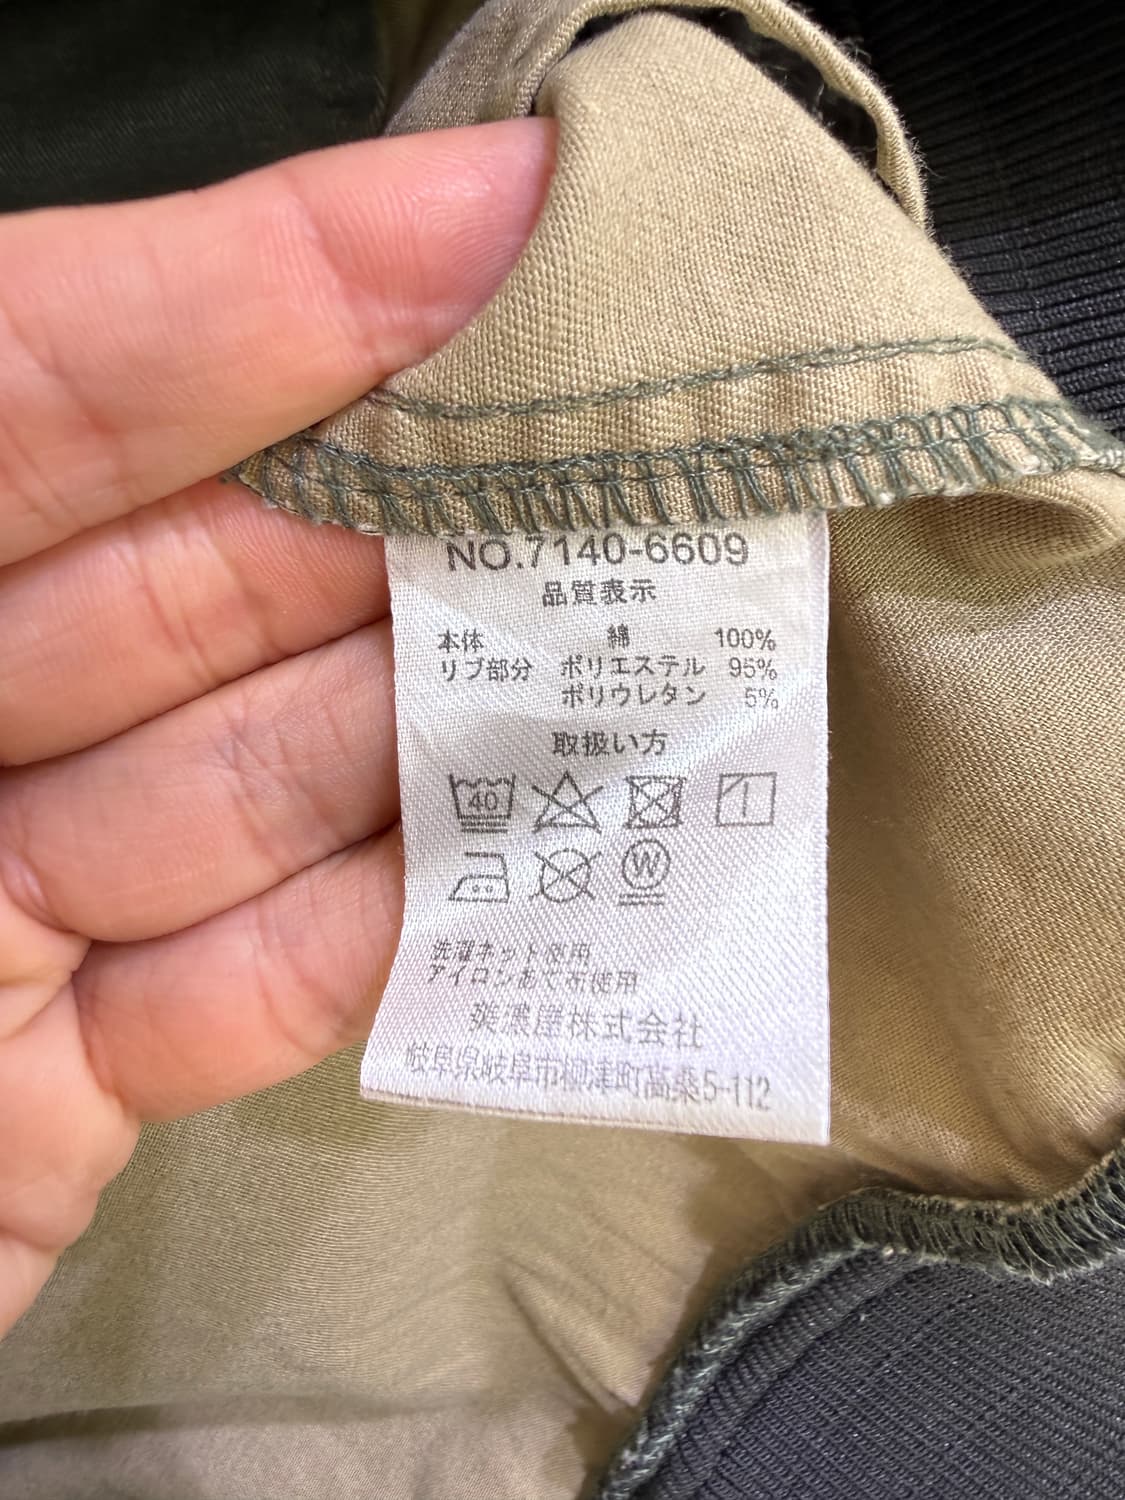 NO.7140-6609
品質表示
本体 綿 100%
リブ部分 ポリエステル 95%
ポリウレタン 5%
取扱い方
40
W
洗濯ネット使用
アイロンあて布使用
美濃屋株式会社
岐阜県岐阜市柳津町高桑5-112